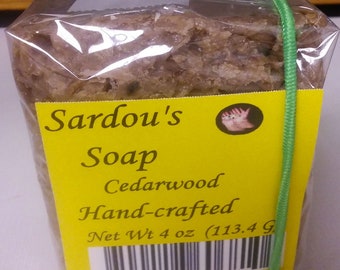 Sardou's
Soap
Cedarwood
Hand-crafted
Net Wt 4 oz (113.4 G